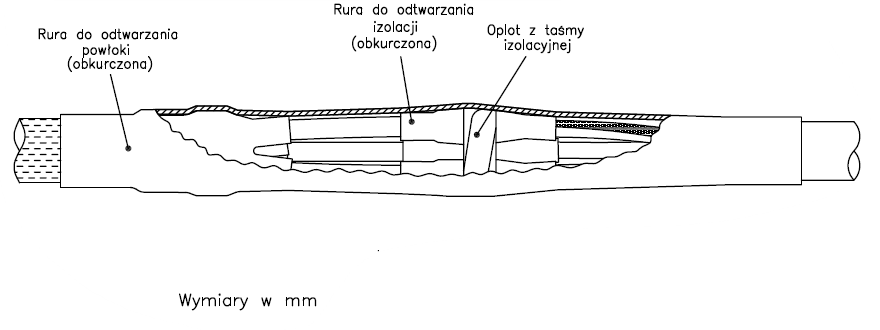 Rura do odtwarzania
powłoki
(obkurczona)
Rura do odtwarzania
izolacji
(obkurczona)
Oplot z taśmy
izolacyjnej
Wymiary w mm